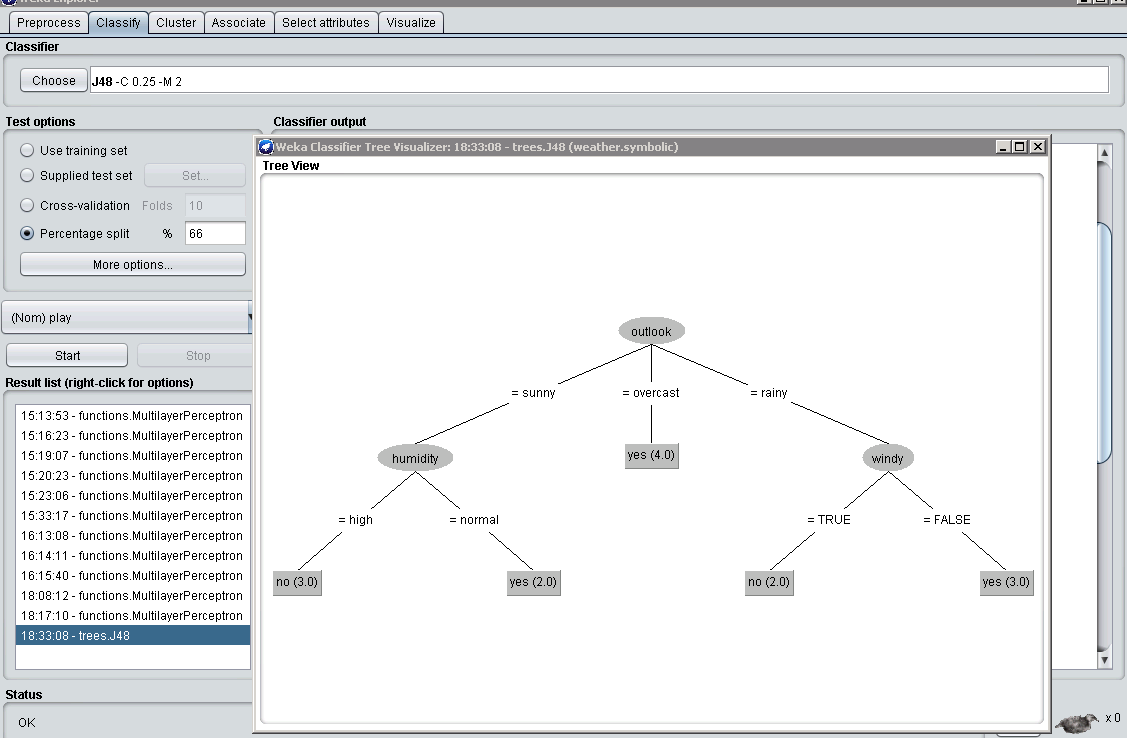 Weka Explorer
Preprocess Classify Cluster Associate Select attributes Visualize
Classifier
Choose J48 -C 0.25 -M 2
Test options
Use training set
Supplied test set Set...
Cross-validation Folds 10
Percentage split % 66
More options...
(Nom) play
Start Stop
Result list (right-click for options)
15:13:53 - functions.MultilayerPerceptron
15:16:23 - functions.MultilayerPerceptron
15:19:07 - functions.MultilayerPerceptron
15:20:23 - functions.MultilayerPerceptron
15:23:06 - functions.MultilayerPerceptron
15:33:17 - functions.MultilayerPerceptron
16:13:08 - functions.MultilayerPerceptron
16:14:11 - functions.MultilayerPerceptron
16:15:40 - functions.MultilayerPerceptron
18:08:12 - functions.MultilayerPerceptron
18:17:10 - functions.MultilayerPerceptron
18:33:08 - trees.J48
Status
OK
Classifier output
Weka Classifier Tree Visualizer: 18:33:08 - trees.J48 (weather.symbolic)
Tree View
outlook
= sunny = overcast = rainy
humidity yes (4.0) windy
= high = normal = TRUE = FALSE
no (3.0) yes (2.0) no (2.0) yes (3.0)
x 0